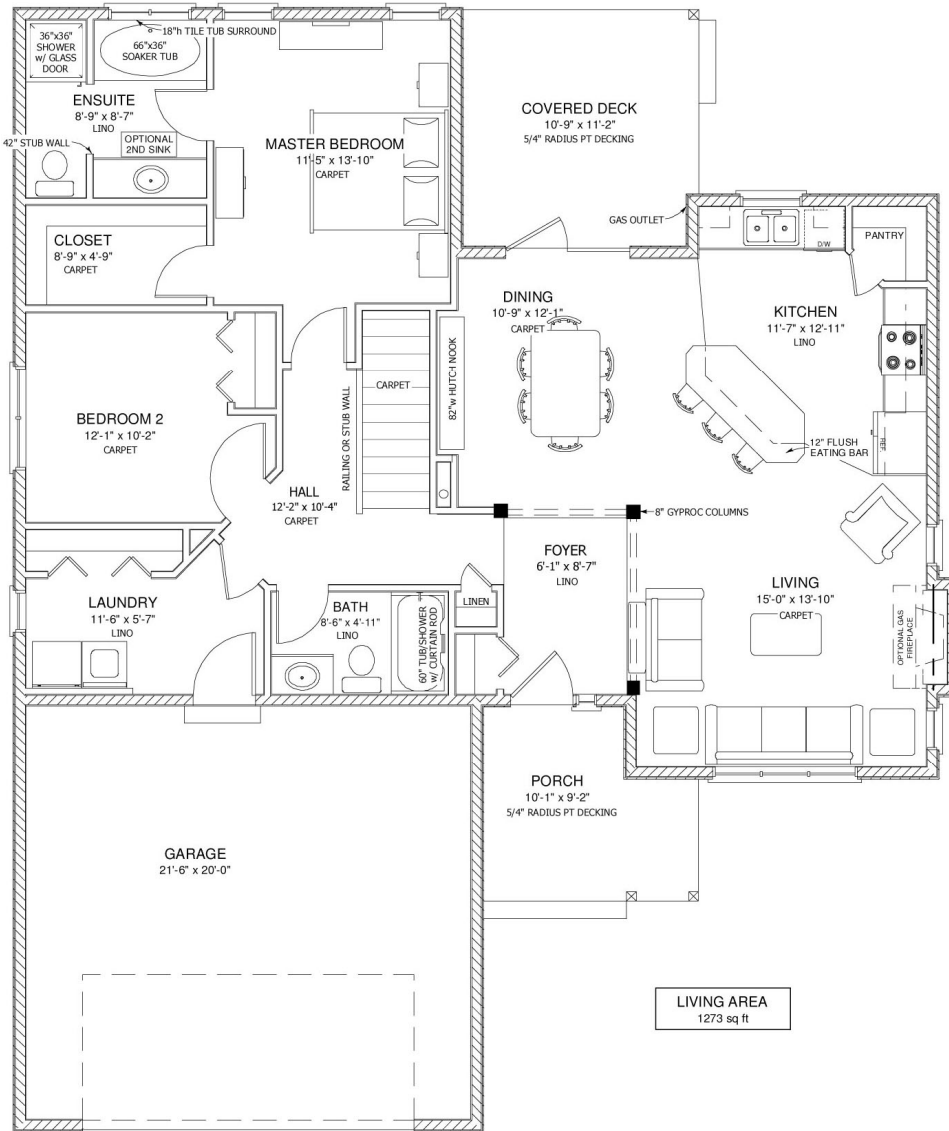 36"x36"
SHOWER
w/ GLASS
DOOR
18"h TILE TUB SURROUND
66"x36"
SOAKER TUB
ENSUITE
8'-9" x 8'-7"
LINO
42" STUB WALL
OPTIONAL
2ND SINK
MASTER BEDROOM
11'-5" x 13'-10"
CARPET
COVERED DECK
10'-9" x 11'-2"
5/4" RADIUS PT DECKING
GAS OUTLET
CLOSET
8'-9" x 4'-9"
CARPET
D/W
PANTRY
DINING
10'-9" x 12'-1"
CARPET
KITCHEN
11'-7" x 12'-11"
LINO
CARPET
82"w HUTCH NOOK
RAILING OR STUB WALL
BEDROOM 2
12'-1" x 10'-2"
CARPET
12" FLUSH
EATING BAR
REF.
HALL
12'-2" x 10'-4"
CARPET
8" GYPROC COLUMNS
FOYER
6'-1" x 8'-7"
LINO
LIVING
15'-0" x 13'-10"
CARPET
OPTIONAL GAS
FIREPLACE
LAUNDRY
11'-6" x 5'-7"
LINO
BATH
8'-6" x 4'-11"
LINO
60" TUB/SHOWER
w/ CURTAIN ROD
LINEN
PORCH
10'-1" x 9'-2"
5/4" RADIUS PT DECKING
GARAGE
21'-6" x 20'-0"
LIVING AREA
1273 sq ft